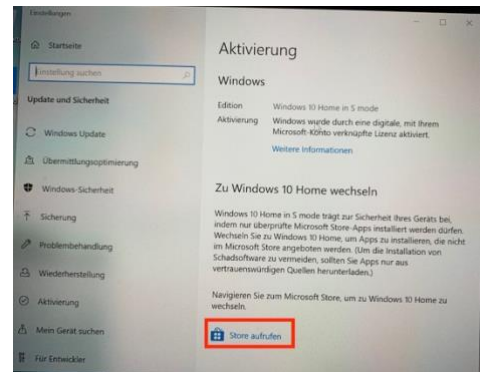 Einstellungen
Startseite
Einstellung suchen
Update und Sicherheit
Windows Update
Übermittlungsoptimierung
Windows-Sicherheit
Sicherung
Problembehandlung
Wiederherstellung
Aktivierung
Mein Gerät suchen
Für Entwickler
Aktivierung
Windows
Edition Windows 10 Home in S mode
Aktivierung Windows wurde durch eine digitale, mit Ihrem
Microsoft-Konto verknüpfte Lizenz aktiviert.
Weitere Informationen
Zu Windows 10 Home wechseln
Windows 10 Home in S mode trägt zur Sicherheit Ihres Geräts bei,
indem nur überprüfte Microsoft Store-Apps installiert werden dürfen.
Wechseln Sie zu Windows 10 Home, um Apps zu installieren, die nicht
im Microsoft Store angeboten werden. (Um die Installation von
Schadsoftware zu vermeiden, sollten Sie Apps nur aus
vertrauenswürdigen Quellen herunterladen.)
Navigieren Sie zum Microsoft Store, um zu Windows 10 Home zu
wechseln.
Store aufrufen